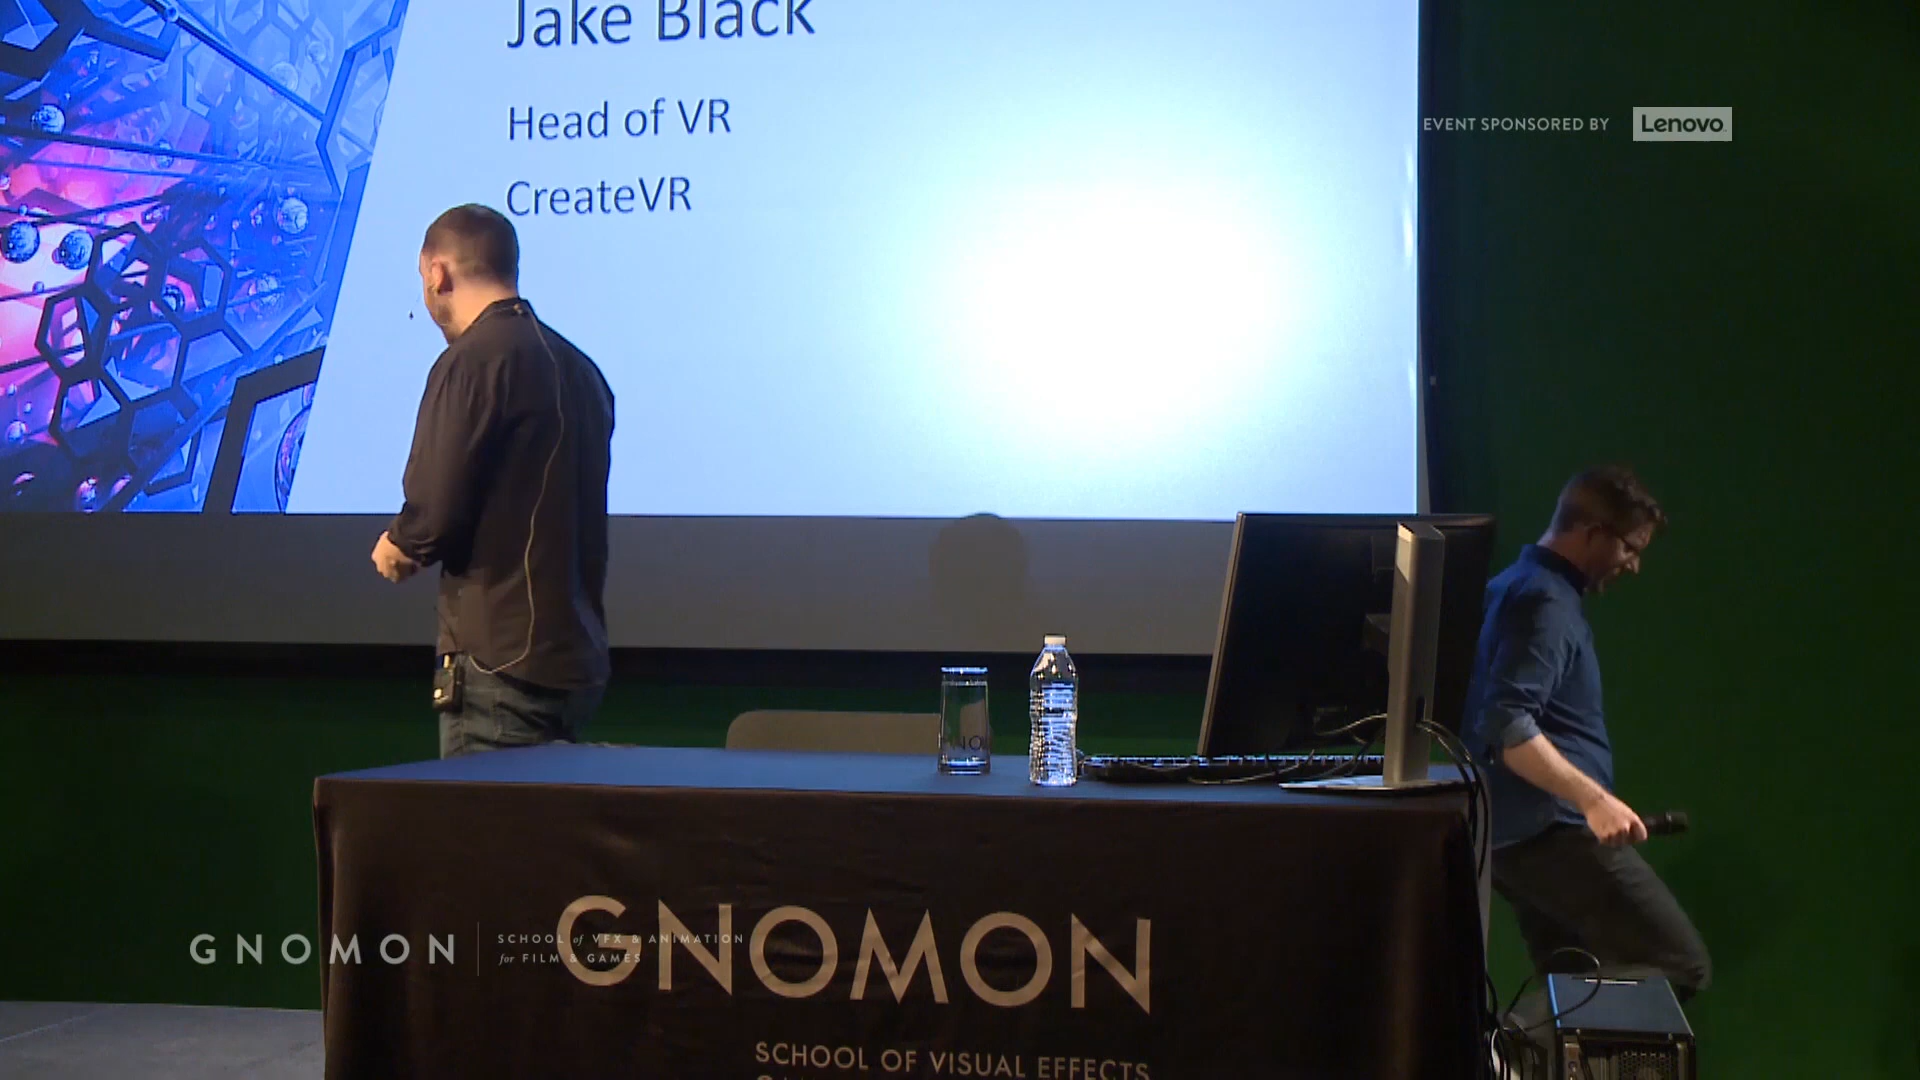 Jake Black
Head of VR
CreateVR
EVENT SPONSORED BY Lenovo
GNOMON
SCHOOL of VFX & ANIMATION
for FILM & GAMES
GNOMON
SCHOOL OF VISUAL EFFECTS